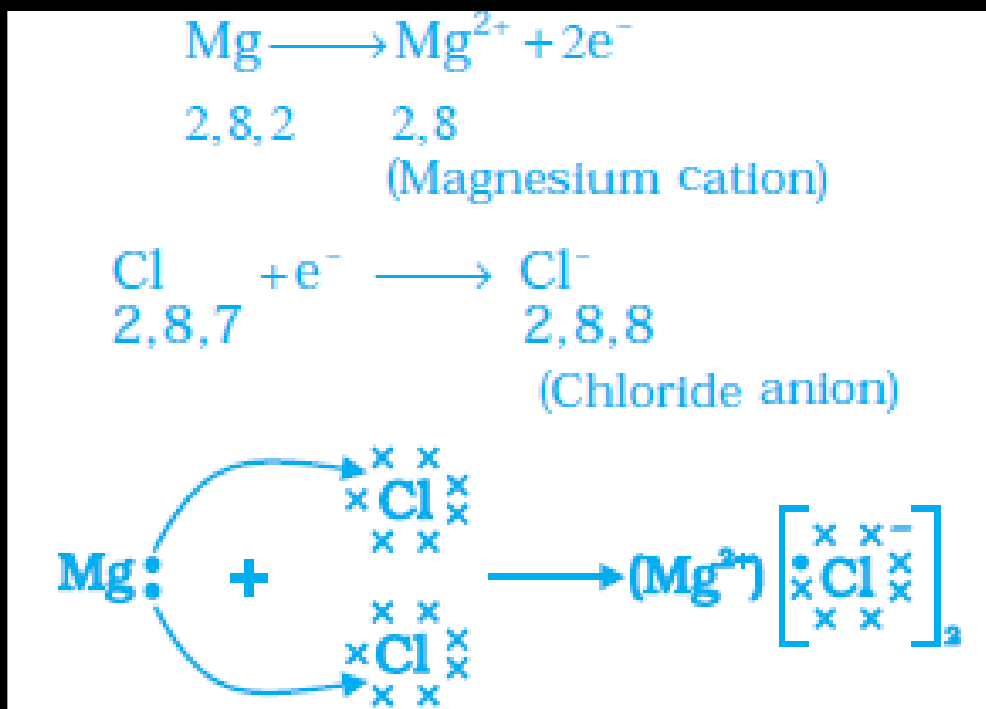 Mg ⟶ Mg²⁺ + 2e⁻
2,8,2 2,8
(Magnesium cation)
Cl +e⁻ ⟶ Cl⁻
2,8,7 2,8,8
(Chloride anion)
Cl
Mg: + ⟶ (Mg²⁺) [Cl⁻]₂
Cl